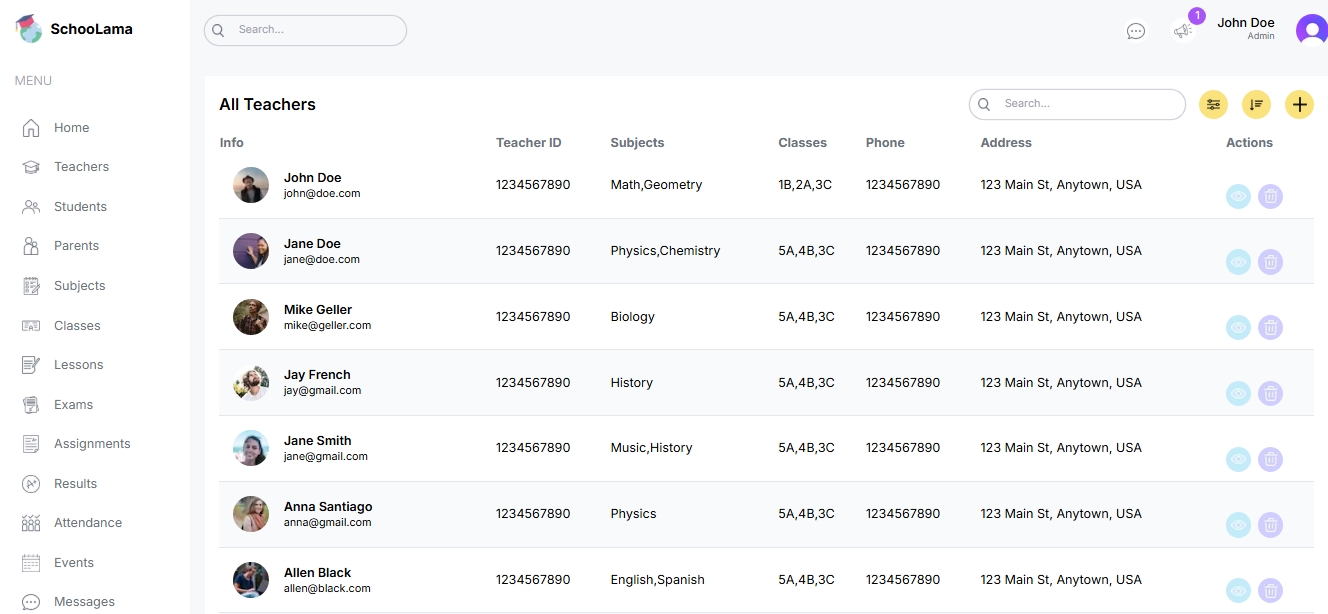 SchooLama
Search...
1
John Doe
Admin
MENU
Home
Teachers
Students
Parents
Subjects
Classes
Lessons
Exams
Assignments
Results
Attendance
Events
Messages
All Teachers
Search...
Info Teacher ID Subjects Classes Phone Address Actions
John Doe
john@doe.com
1234567890 Math,Geometry 1B,2A,3C 1234567890 123 Main St, Anytown, USA
Jane Doe
jane@doe.com
1234567890 Physics,Chemistry 5A,4B,3C 1234567890 123 Main St, Anytown, USA
Mike Geller
mike@geller.com
1234567890 Biology 5A,4B,3C 1234567890 123 Main St, Anytown, USA
Jay French
jay@gmail.com
1234567890 History 5A,4B,3C 1234567890 123 Main St, Anytown, USA
Jane Smith
jane@gmail.com
1234567890 Music,History 5A,4B,3C 1234567890 123 Main St, Anytown, USA
Anna Santiago
anna@gmail.com
1234567890 Physics 5A,4B,3C 1234567890 123 Main St, Anytown, USA
Allen Black
allen@black.com
1234567890 English,Spanish 5A,4B,3C 1234567890 123 Main St, Anytown, USA